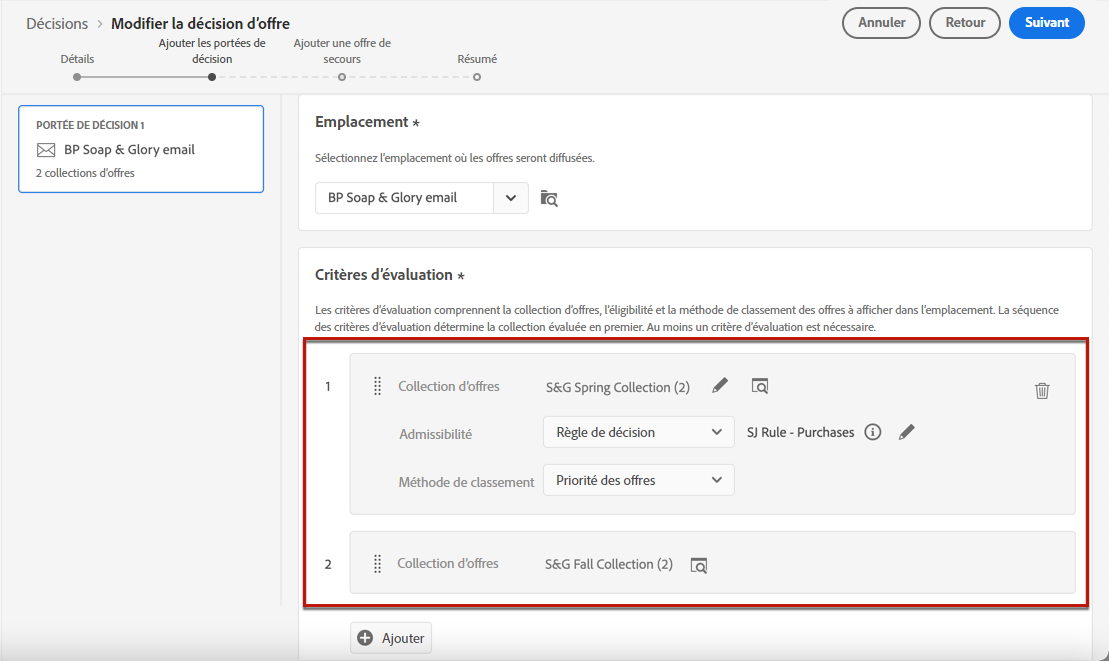 Décisions > Modifier la décision d’offre
Annuler
Retour
Suivant
Détails
Ajouter les portées de
décision
Ajouter une offre de
secours
Résumé
PORTÉE DE DÉCISION 1
BP Soap & Glory email
2 collections d’offres
Emplacement *
Sélectionnez l’emplacement où les offres seront diffusées.
BP Soap & Glory email
Critères d’évaluation *
Les critères d’évaluation comprennent la collection d’offres, l’éligibilité et la méthode de classement des offres à afficher dans l’emplacement. La séquence
des critères d’évaluation détermine la collection évaluée en premier. Au moins un critère d’évaluation est nécessaire.
1
Collection d’offres
S&G Spring Collection (2)
Admissibilité
Règle de décision
SJ Rule - Purchases
Méthode de classement
Priorité des offres
2
Collection d’offres
S&G Fall Collection (2)
Ajouter